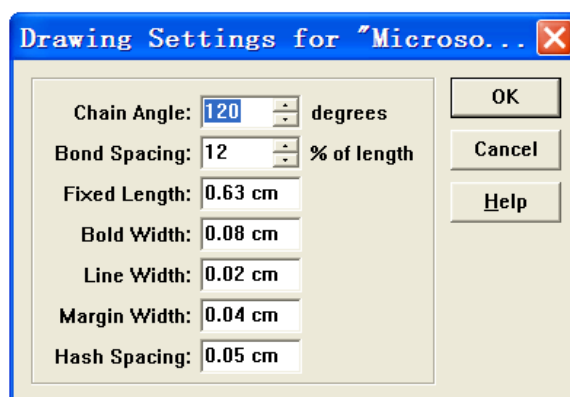 Drawing Settings for "Microso...
Chain Angle: 120 degrees
OK
Bond Spacing: 12 % of length
Cancel
Fixed Length: 0.63 cm
Help
Bold Width: 0.08 cm
Line Width: 0.02 cm
Margin Width: 0.04 cm
Hash Spacing: 0.05 cm